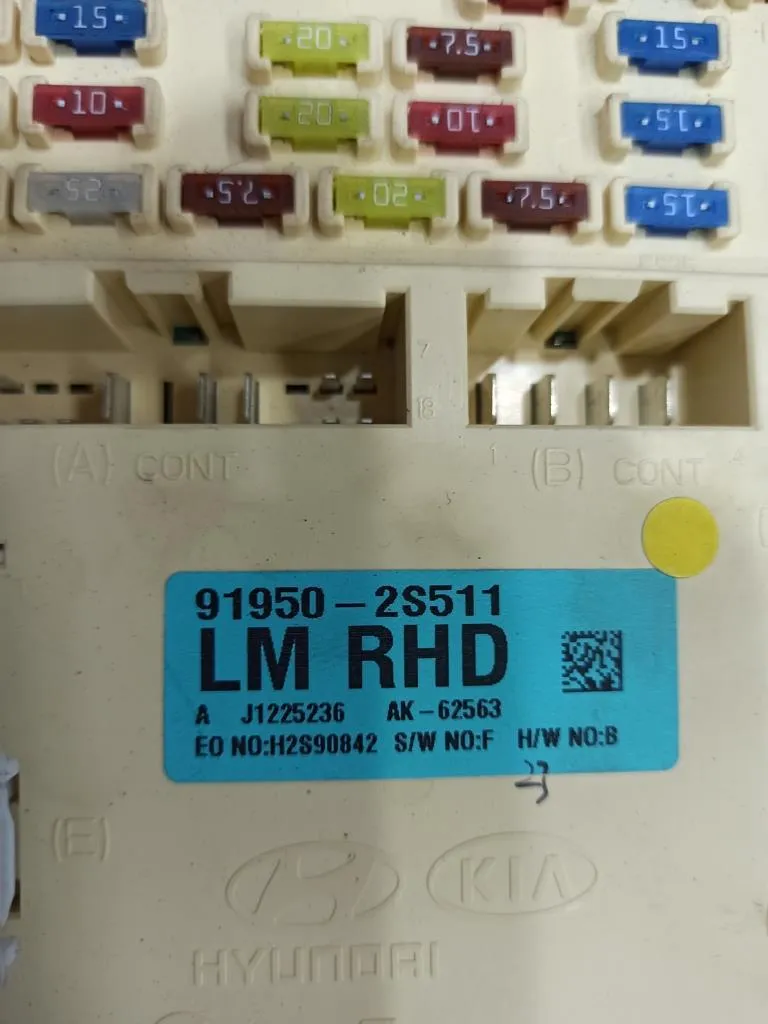 15 20 7.5 15
10 20 10 15
25 7.5 20 7.5 15
7
18
(A) CONT 1 (B) CONT
91950-2S511
LM RHD
A J1225236 AK-62563
EO NO:H2S90842 S/W NO:F H/W NO:B
(E)
KIA
HYUNDAI